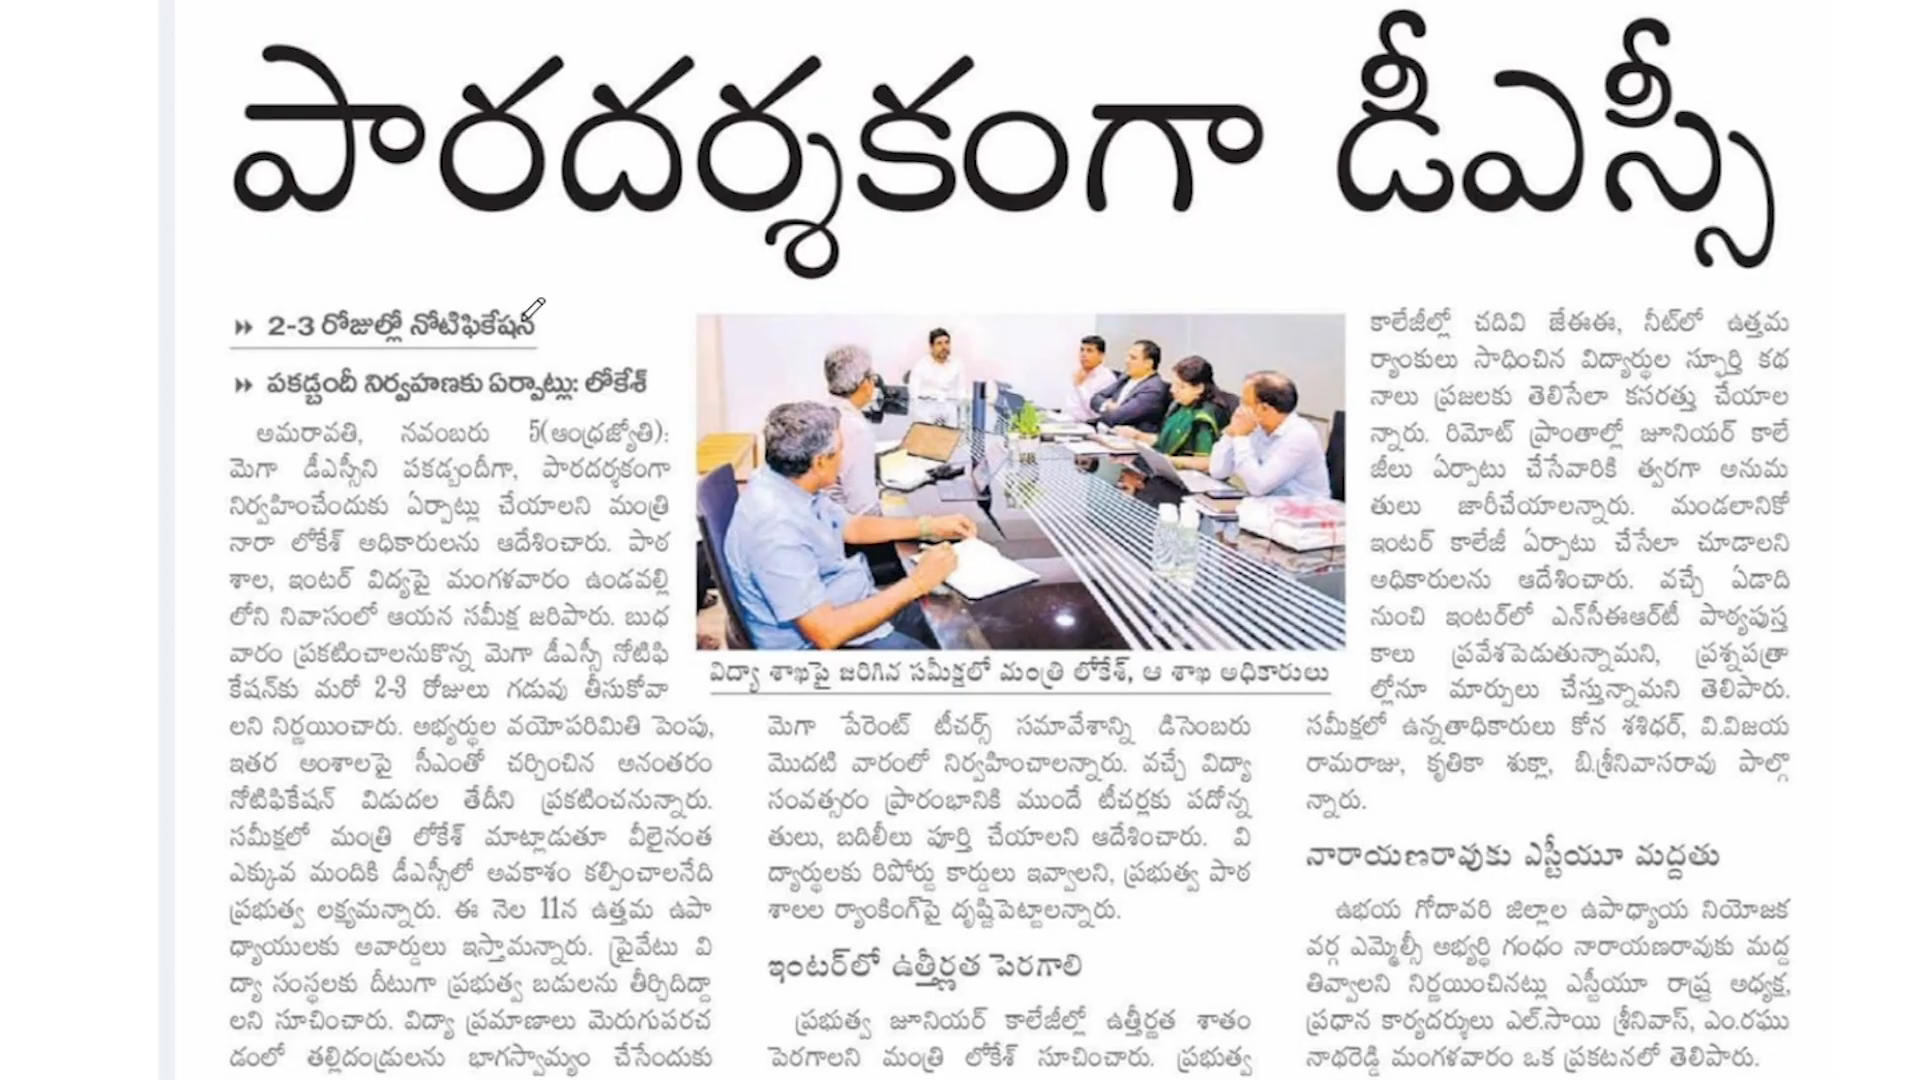 పారదర్శకంగా డీఎస్సీ
» 2-3 రోజుల్లో నోటిఫికేషన్
» పకడ్బందీ నిర్వహణకు ఏర్పాట్లు: లోకేశ్
అమరావతి, నవంబరు 5(ఆంధ్రజ్యోతి):
మెగా డీఎస్సీని పకడ్బందీగా, పారదర్శకంగా
నిర్వహించేందుకు ఏర్పాట్లు చేయాలని మంత్రి
నారా లోకేశ్ అధికారులను ఆదేశించారు. పాఠ
శాల, ఇంటర్ విద్యపై మంగళవారం ఉండవల్లి
లోని నివాసంలో ఆయన సమీక్ష జరిపారు. బుధ
వారం ప్రకటించాలనుకొన్న మెగా డీఎస్సీ నోటిఫి
కేషన్‌కు మరో 2-3 రోజులు గడువు తీసుకోవా
లని నిర్ణయించారు. అభ్యర్థుల వయోపరిమితి పెంపు,
ఇతర అంశాలపై సీఎంతో చర్చించిన అనంతరం
నోటిఫికేషన్ విడుదల తేదీని ప్రకటించనున్నారు.
సమీక్షలో మంత్రి లోకేశ్ మాట్లాడుతూ వీలైనంత
ఎక్కువ మందికి డీఎస్సీలో అవకాశం కల్పించాలనేది
ప్రభుత్వ లక్ష్యమన్నారు. ఈ నెల 11న ఉత్తమ ఉపా
ధ్యాయులకు అవార్డులు ఇస్తామన్నారు. ప్రైవేటు వి
ద్యా సంస్థలకు దీటుగా ప్రభుత్వ బడులను తీర్చిదిద్దా
లని సూచించారు. విద్యా ప్రమాణాలు మెరుగుపరచ
డంలో తల్లిదండ్రులను భాగస్వామ్యం చేసేందుకు
విద్యా శాఖపై జరిగిన సమీక్షలో మంత్రి లోకేశ్, ఆ శాఖ అధికారులు
మెగా పేరెంట్ టీచర్స్ సమావేశాన్ని డిసెంబరు
మొదటి వారంలో నిర్వహించాలన్నారు. వచ్చే విద్యా
సంవత్సరం ప్రారంభానికి ముందే టీచర్లకు పదోన్న
తులు, బదిలీలు పూర్తి చేయాలని ఆదేశించారు. వి
ద్యార్థులకు రిపోర్టు కార్డులు ఇవ్వాలని, ప్రభుత్వ పాఠ
శాలల ర్యాంకింగ్‌పై దృష్టిపెట్టాలన్నారు.
ఇంటర్‌లో ఉత్తీర్ణత పెరగాలి
ప్రభుత్వ జూనియర్ కాలేజీల్లో ఉత్తీర్ణత శాతం
పెరగాలని మంత్రి లోకేశ్ సూచించారు. ప్రభుత్వ
కాలేజీల్లో చదివి జేఈఈ, నీట్‌లో ఉత్తమ
ర్యాంకులు సాధించిన విద్యార్థుల స్ఫూర్తి కథ
నాలు ప్రజలకు తెలిసేలా కసరత్తు చేయాల
న్నారు. రిమోట్ ప్రాంతాల్లో జూనియర్ కాలే
జీలు ఏర్పాటు చేసేవారికి త్వరగా అనుమ
తులు జారీచేయాలన్నారు. మండలానికో
ఇంటర్ కాలేజీ ఏర్పాటు చేసేలా చూడాలని
అధికారులను ఆదేశించారు. వచ్చే ఏడాది
నుంచి ఇంటర్‌లో ఎన్‌సీఈఆర్‌టీ పాఠ్యపుస్త
కాలు ప్రవేశపెడుతున్నామని, ప్రశ్నపత్రా
ల్లోనూ మార్పులు చేస్తున్నామని తెలిపారు.
సమీక్షలో ఉన్నతాధికారులు కోన శశిధర్, వి.విజయ
రామరాజు, కృతికా శుక్లా, బి.శ్రీనివాసరావు పాల్గొ
న్నారు.
నారాయణరావుకు ఎస్టీయూ మద్దతు
ఉభయ గోదావరి జిల్లాల ఉపాధ్యాయ నియోజక
వర్గ ఎమ్మెల్సీ అభ్యర్థి గంధం నారాయణరావుకు మద్ద
తివ్వాలని నిర్ణయించినట్లు ఎస్టీయూ రాష్ట్ర అధ్యక్ష,
ప్రధాన కార్యదర్శులు ఎల్.సాయి శ్రీనివాస్, ఎం.రఘు
నాథరెడ్డి మంగళవారం ఒక ప్రకటనలో తెలిపారు.